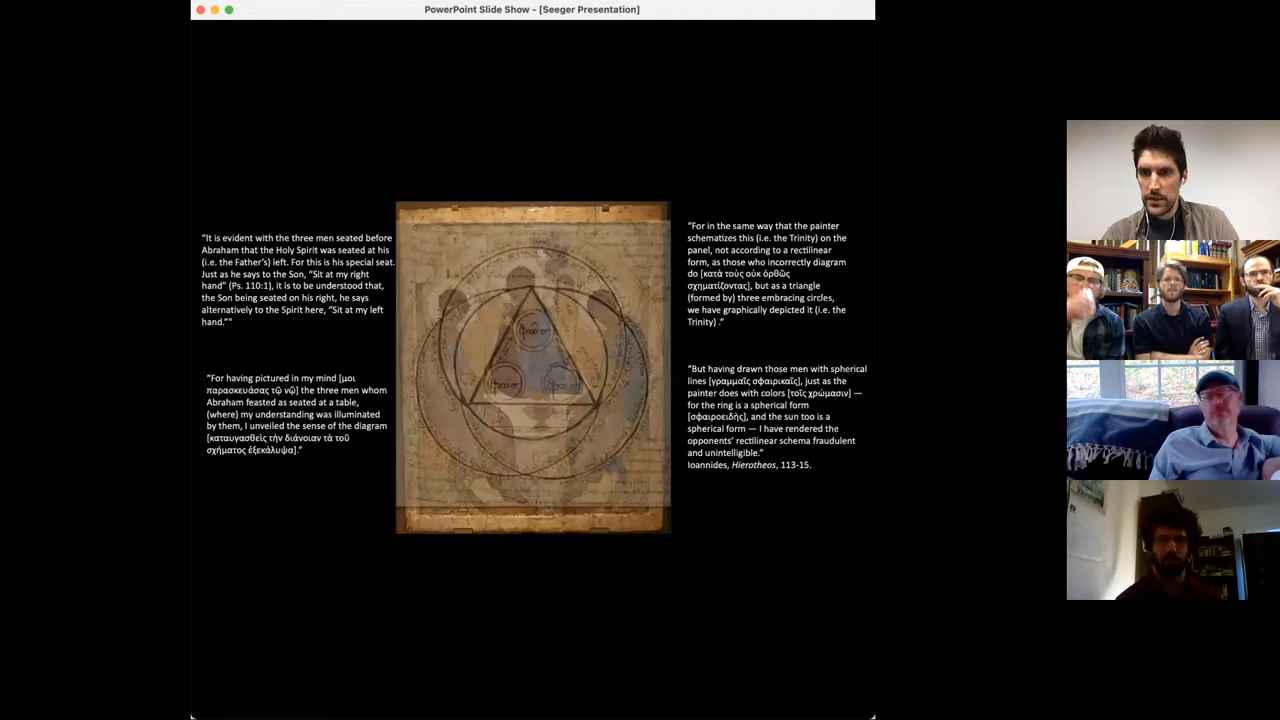 PowerPoint Slide Show - [Seeger Presentation]
“It is evident with the three men seated before
Abraham that the Holy Spirit was seated at his
(i.e. the Father’s) left. For this is his special seat.
Just as he says to the Son, “Sit at my right
hand” (Ps. 110:1), it is to be understood that,
the Son being seated on his right, he says
alternatively to the Spirit here, “Sit at my left
hand.”"
“For having pictured in my mind [μοι
παρασκευάσας τῷ νῷ] the three men whom
Abraham feasted as seated at a table,
(where) my understanding was illuminated
by them, I unveiled the sense of the diagram
[καταυγασθεὶς τὴν διάνοιαν τὰ τοῦ
σχήματος ἐξεκάλυψα].”
“For in the same way that the painter
schematizes this (i.e. the Trinity) on the
panel, not according to a rectilinear
form, as those who incorrectly diagram
do [κατὰ τοὺς οὐκ ὀρθῶς
σχηματίζοντας], but as a triangle
(formed by) three embracing circles,
we have graphically depicted it (i.e. the
Trinity) .“
"But having drawn those men with spherical
lines [γραμμαῖς σφαιρικαῖς], just as the
painter does with colors [τοῖς χρώμασιν] —
for the ring is a spherical form
[σφαιροειδής], and the sun too is a
spherical form — I have rendered the
opponents’ rectilinear schema fraudulent
and unintelligible.”
Ioannides, Hierotheos, 113-15.